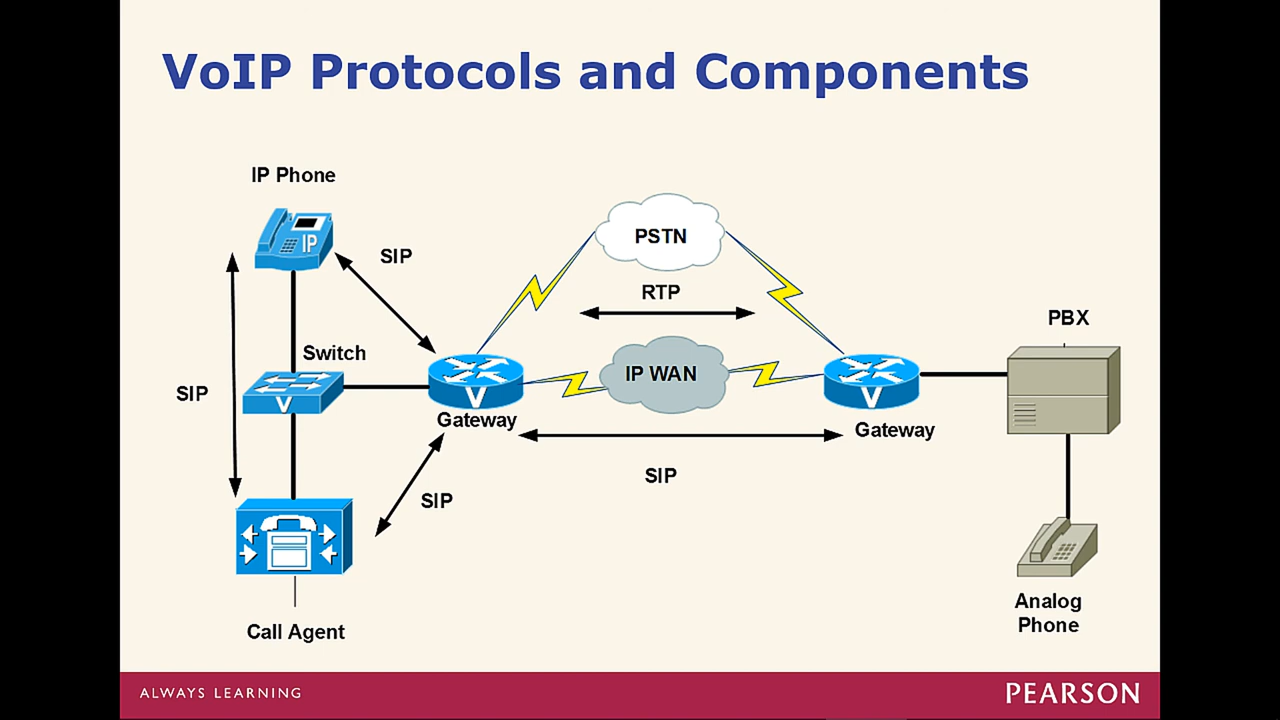 VoIP Protocols and Components
IP Phone
IP
SIP
PSTN
RTP
PBX
Switch
IP WAN
SIP
V
V
V
Gateway
Gateway
SIP
SIP
Analog
Phone
Call Agent
ALWAYS LEARNING
PEARSON